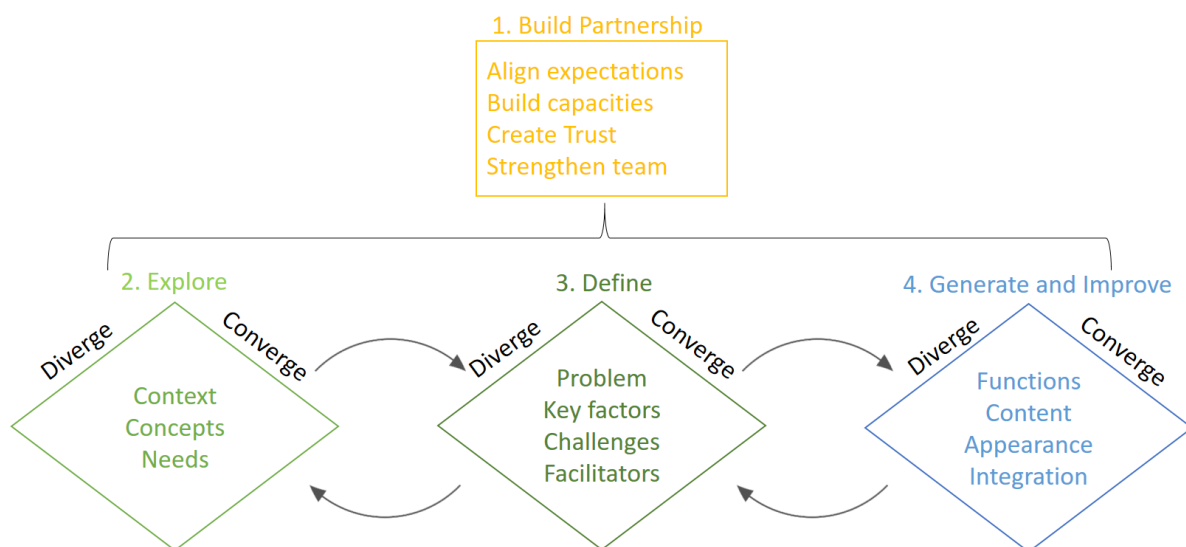 1. Build Partnership
Align expectations
Build capacities
Create Trust
Strengthen team
2. Explore
Diverge
Converge
Context
Concepts
Needs
3. Define
Diverge
Converge
Problem
Key factors
Challenges
Facilitators
4. Generate and Improve
Diverge
Converge
Functions
Content
Appearance
Integration